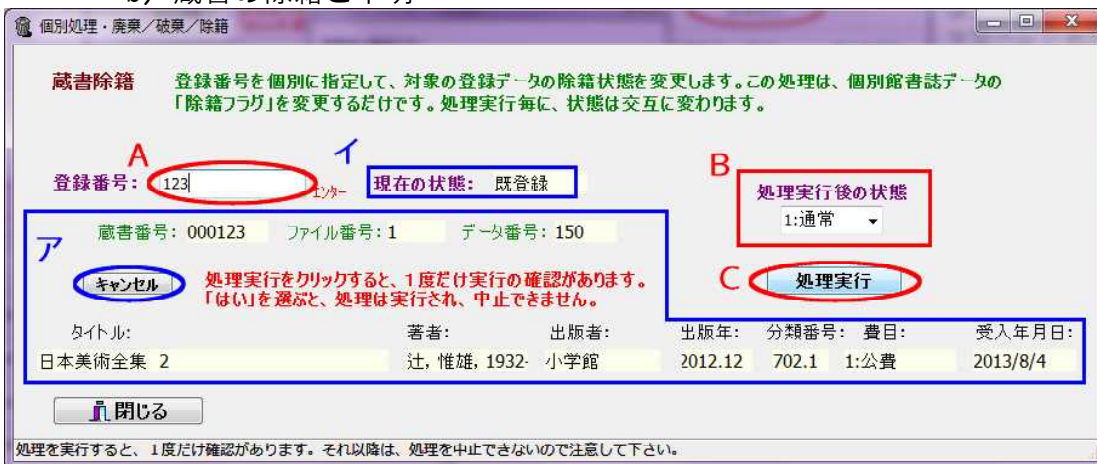 b) 蔵書の除籍と不明
個別処理・廃棄／破棄／除籍
蔵書除籍 登録番号を個別に指定して、対象の登録データの除籍状態を変更します。この処理は、個別館書誌データの
「除籍フラグ」を変更するだけです。処理実行毎に、状態は交互に変わります。
A イ B
登録番号: 123 エンター 現在の状態: 既登録 処理実行後の状態
1:通常
ア 蔵書番号: 000123 ファイル番号: 1 データ番号: 150
キャンセル 処理実行をクリックすると、1度だけ実行の確認があります。 C 処理実行
「はい」を選ぶと、処理は実行され、中止できません。
タイトル: 著者: 出版者: 出版年: 分類番号: 費目: 受入年月日:
日本美術全集 2 辻, 惟雄, 1932- 小学館 2012.12 702.1 1:公費 2013/8/4
閉じる
処理を実行すると、1度だけ確認があります。それ以降は、処理を中止できないので注意して下さい。